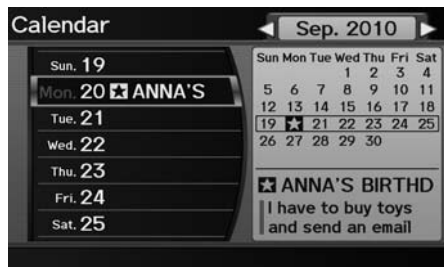 Calendar
Sep. 2010
Sun. 19
Mon. 20 ANNA'S
Tue. 21
Wed. 22
Thu. 23
Fri. 24
Sat. 25
Sun Mon Tue Wed Thu Fri Sat
1 2 3 4
5 6 7 8 9 10 11
12 13 14 15 16 17 18
19 21 22 23 24 25
26 27 28 29 30
ANNA'S BIRTHD
I have to buy toys
and send an email